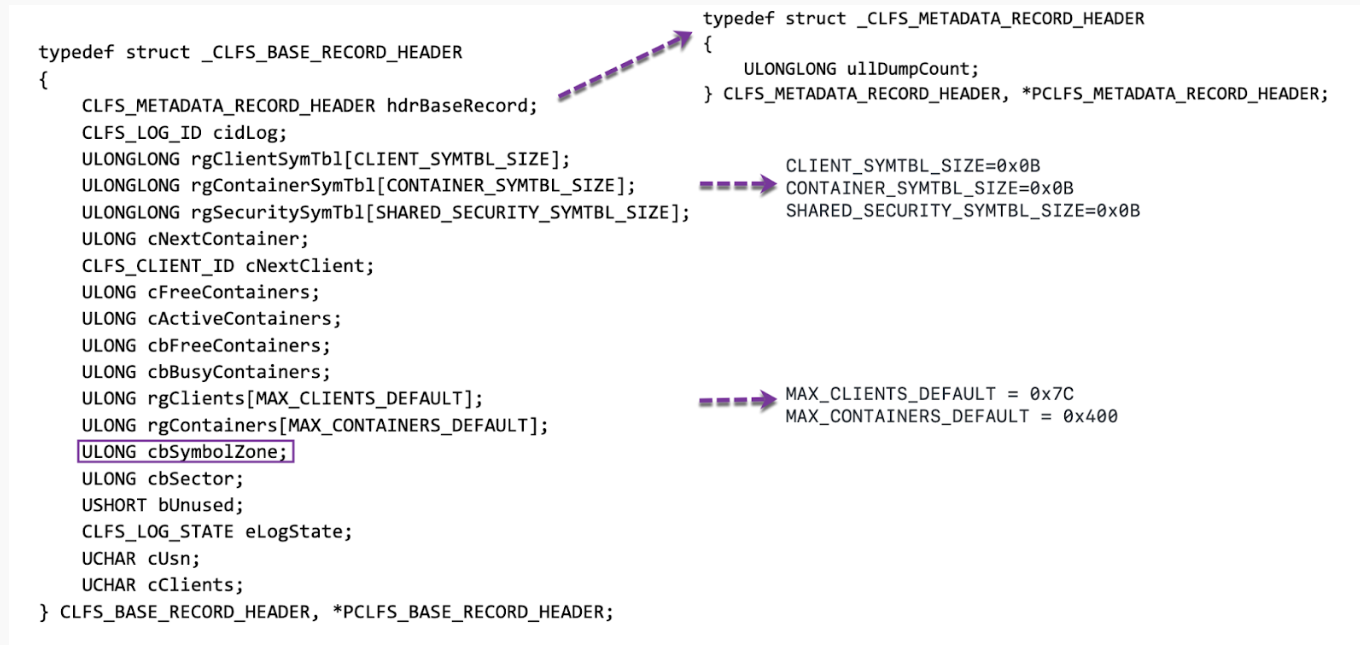 typedef struct _CLFS_BASE_RECORD_HEADER
{
    CLFS_METADATA_RECORD_HEADER hdrBaseRecord;
    CLFS_LOG_ID cidLog;
    ULONGLONG rgClientSymTbl[CLIENT_SYMTBL_SIZE];
    ULONGLONG rgContainerSymTbl[CONTAINER_SYMTBL_SIZE];
    ULONGLONG rgSecuritySymTbl[SHARED_SECURITY_SYMTBL_SIZE];
    ULONG cNextContainer;
    CLFS_CLIENT_ID cNextClient;
    ULONG cFreeContainers;
    ULONG cActiveContainers;
    ULONG cbFreeContainers;
    ULONG cbBusyContainers;
    ULONG rgClients[MAX_CLIENTS_DEFAULT];
    ULONG rgContainers[MAX_CONTAINERS_DEFAULT];
    ULONG cbSymbolZone;
    ULONG cbSector;
    USHORT bUnused;
    CLFS_LOG_STATE eLogState;
    UCHAR cUsn;
    UCHAR cClients;
} CLFS_BASE_RECORD_HEADER, *PCLFS_BASE_RECORD_HEADER;
typedef struct _CLFS_METADATA_RECORD_HEADER
{
    ULONGLONG ullDumpCount;
} CLFS_METADATA_RECORD_HEADER, *PCLFS_METADATA_RECORD_HEADER;
CLIENT_SYMTBL_SIZE=0x0B
CONTAINER_SYMTBL_SIZE=0x0B
SHARED_SECURITY_SYMTBL_SIZE=0x0B
MAX_CLIENTS_DEFAULT = 0x7C
MAX_CONTAINERS_DEFAULT = 0x400